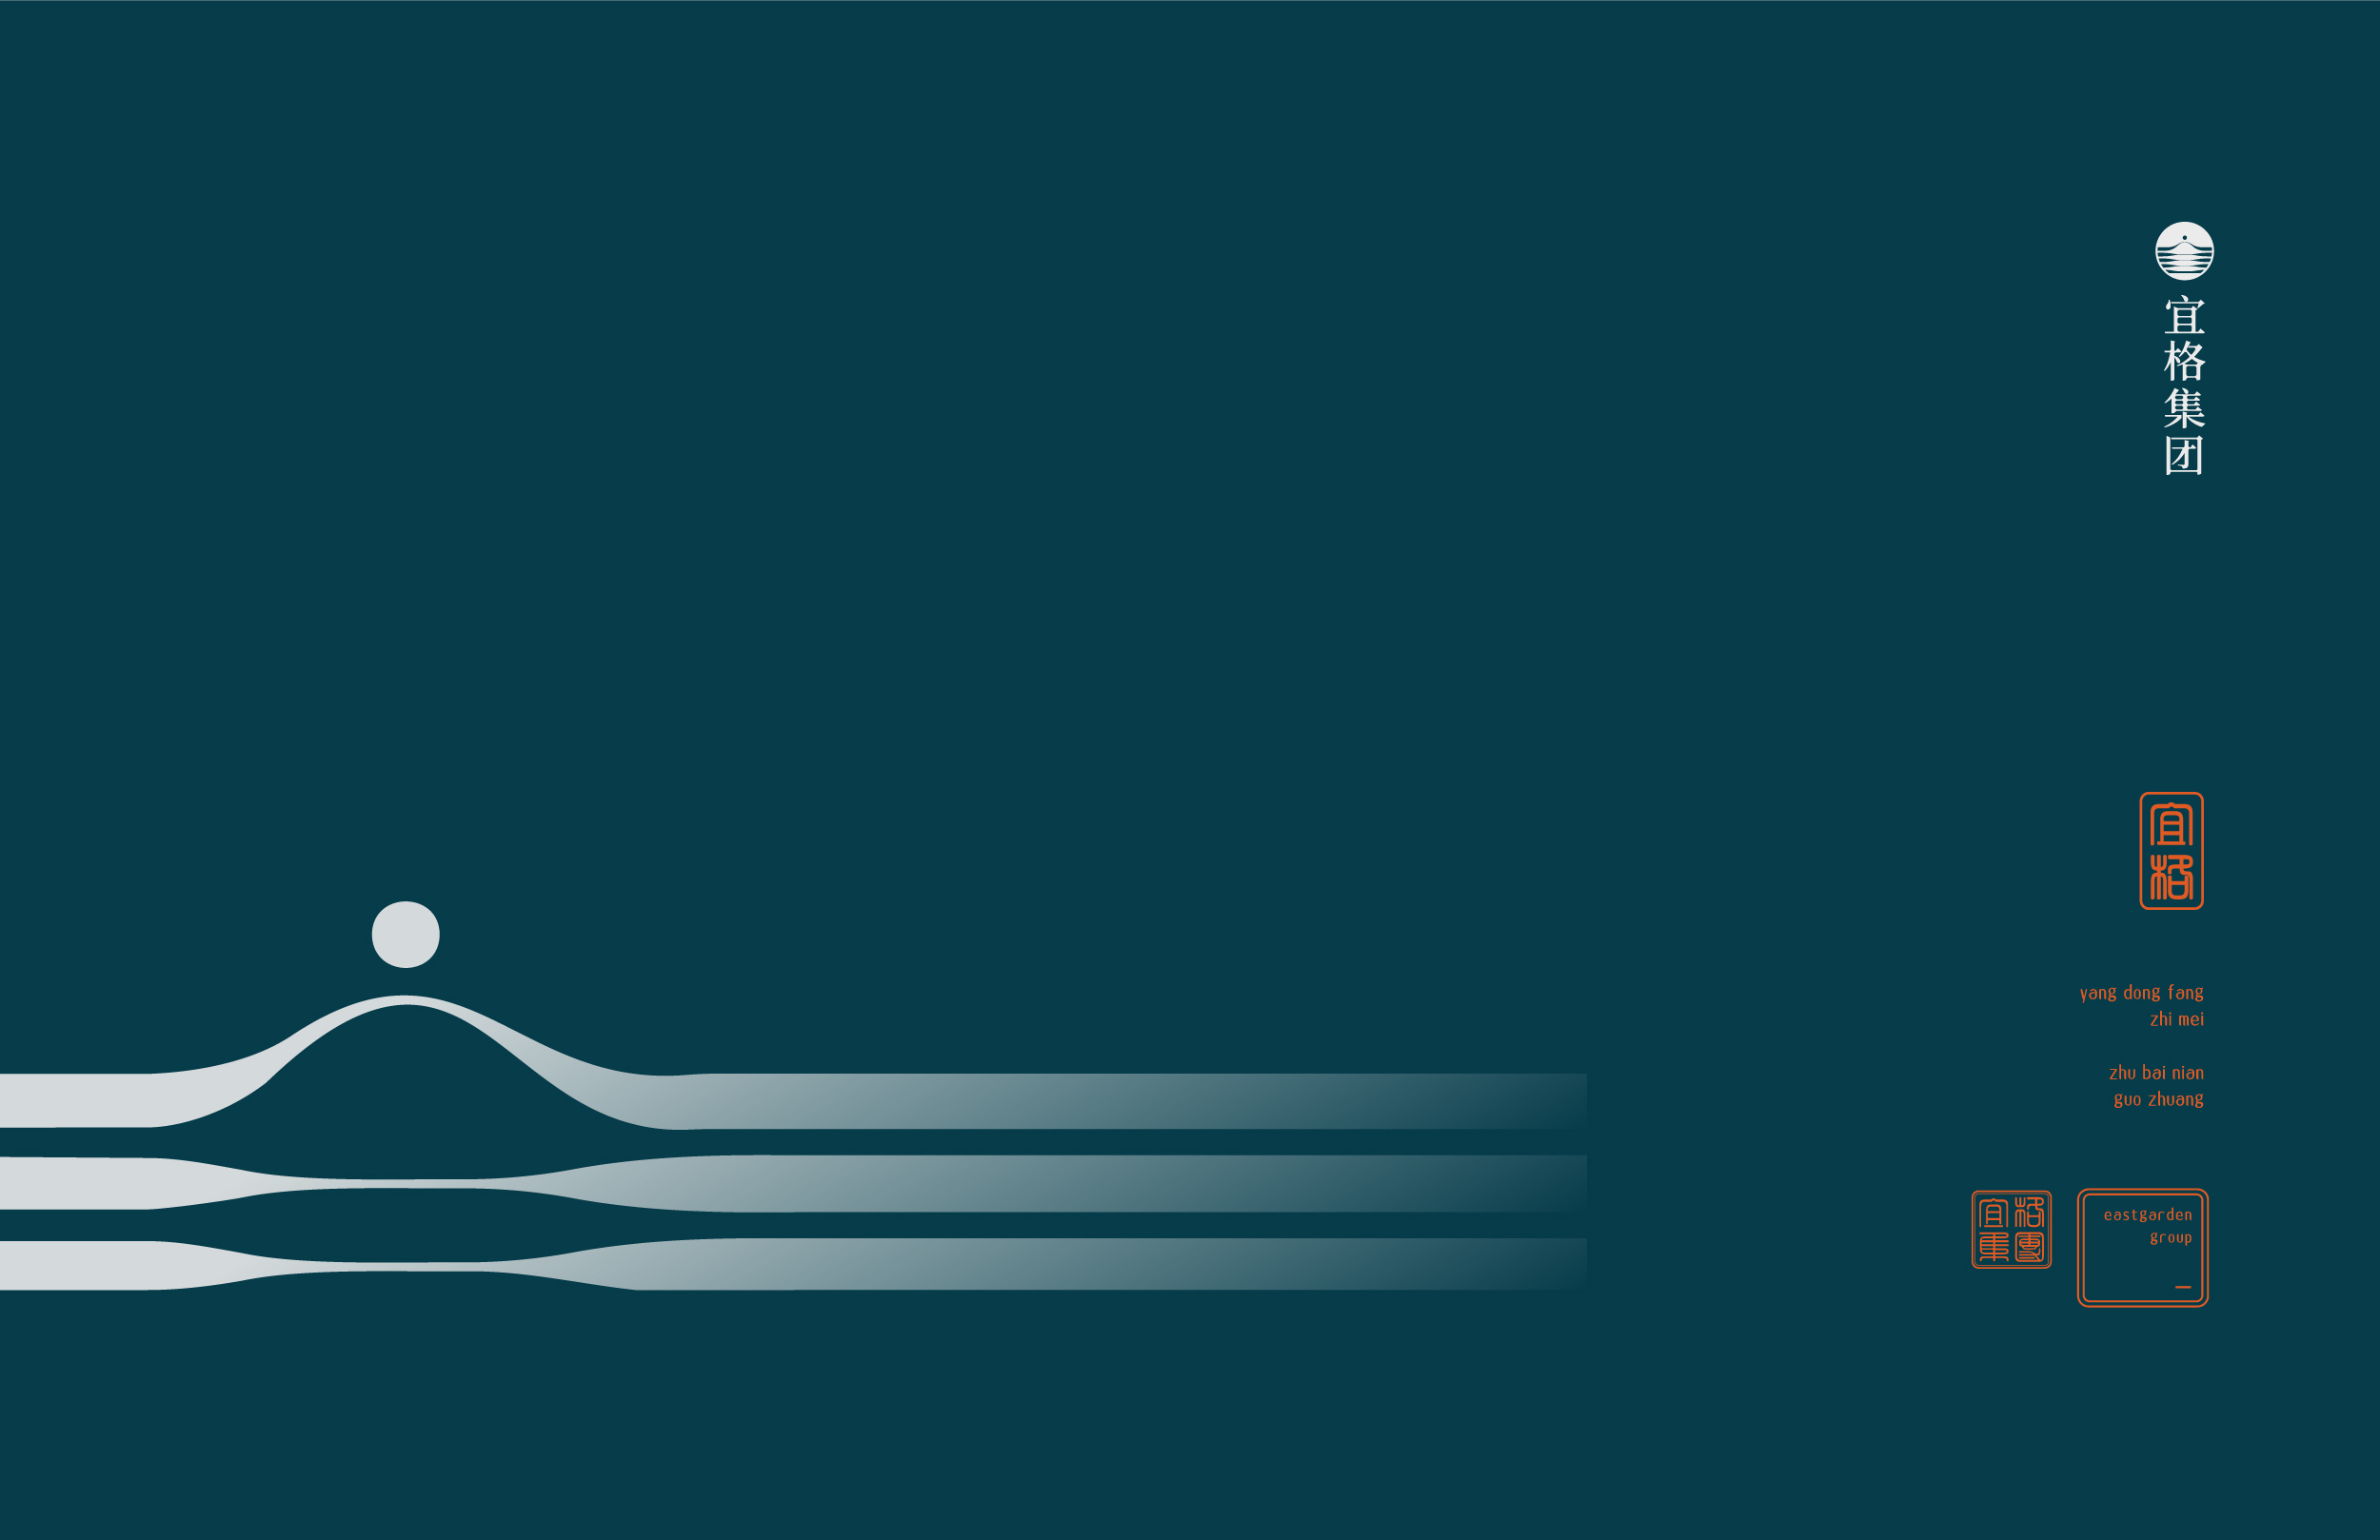 宜格集团
宜格
yang dong fang
zhi mei
zhu bai nian
guo zhuang
宜格
集團
eastgarden
group